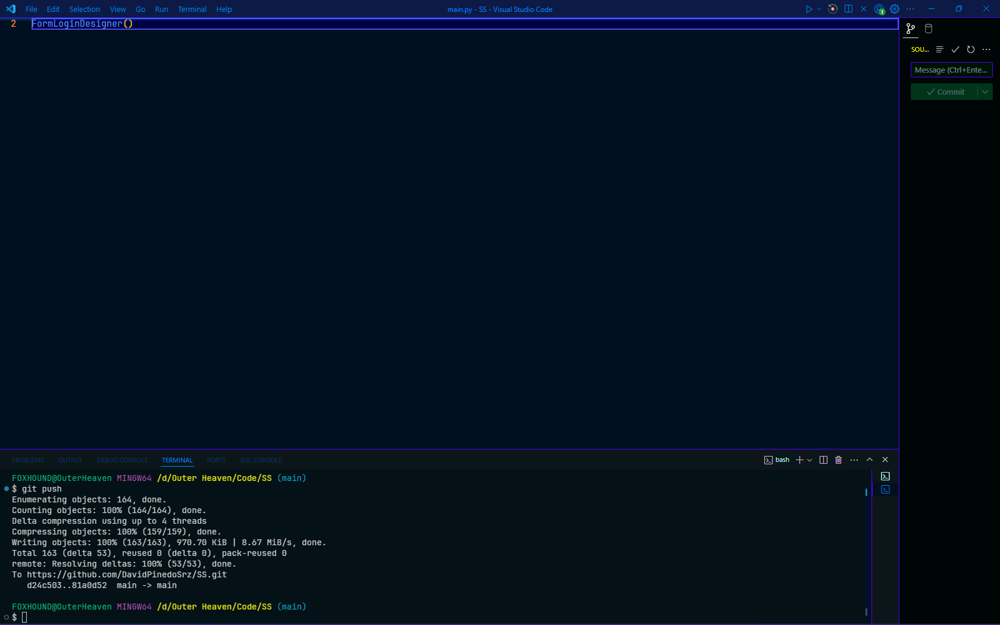 File Edit Selection View Go Run Terminal Help
main.py - SS - Visual Studio Code
1
2 FormLoginDesigner()
SOU...
Message (Ctrl+Ente...
Commit
PROBLEMS OUTPUT DEBUG CONSOLE TERMINAL PORTS SQL CONSOLE
bash
FOXHOUND@OuterHeaven MINGW64 /d/Outer Heaven/Code/SS (main)
$ git push
Enumerating objects: 164, done.
Counting objects: 100% (164/164), done.
Delta compression using up to 4 threads
Compressing objects: 100% (159/159), done.
Writing objects: 100% (163/163), 970.70 KiB | 8.67 MiB/s, done.
Total 163 (delta 53), reused 0 (delta 0), pack-reused 0
remote: Resolving deltas: 100% (53/53), done.
To https://github.com/DavidPinedoSrz/SS.git
d24c503..81a0d52  main -> main
FOXHOUND@OuterHeaven MINGW64 /d/Outer Heaven/Code/SS (main)
$